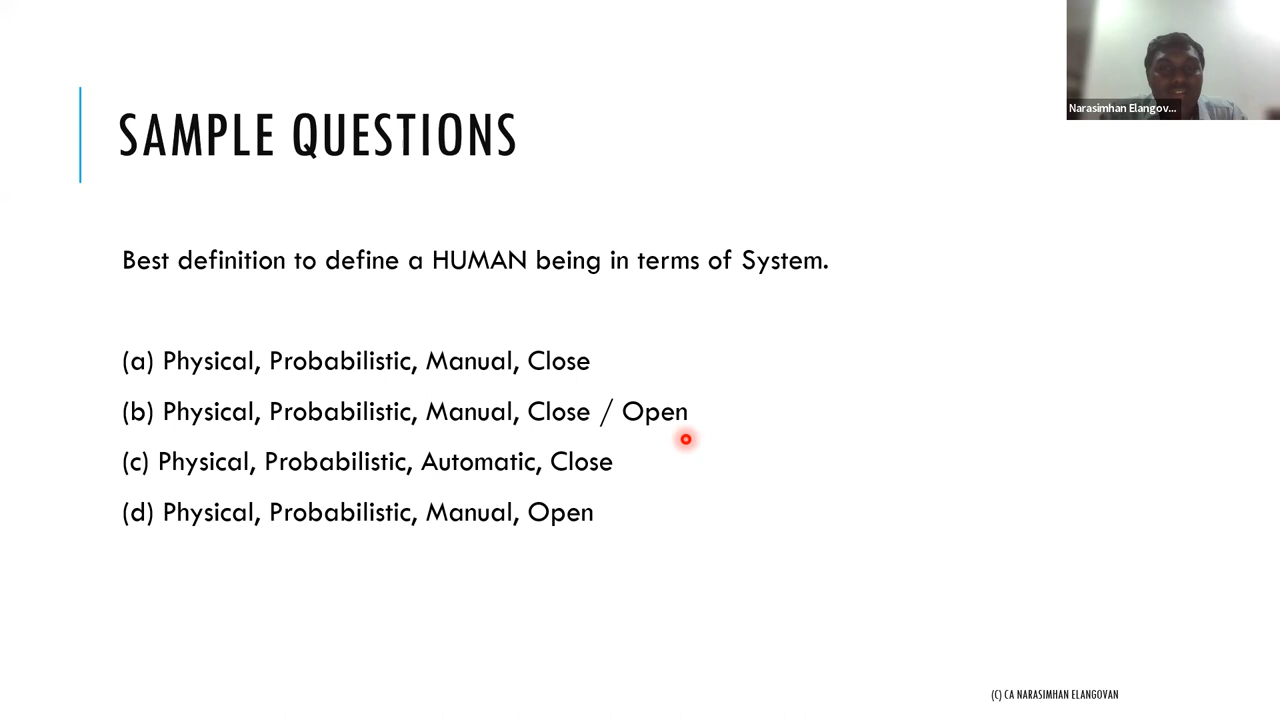 Narasimhan Elangov...
SAMPLE QUESTIONS
Best definition to define a HUMAN being in terms of System.
(a) Physical, Probabilistic, Manual, Close
(b) Physical, Probabilistic, Manual, Close / Open
(c) Physical, Probabilistic, Automatic, Close
(d) Physical, Probabilistic, Manual, Open
(C) CA NARASIMHAN ELANGOVAN